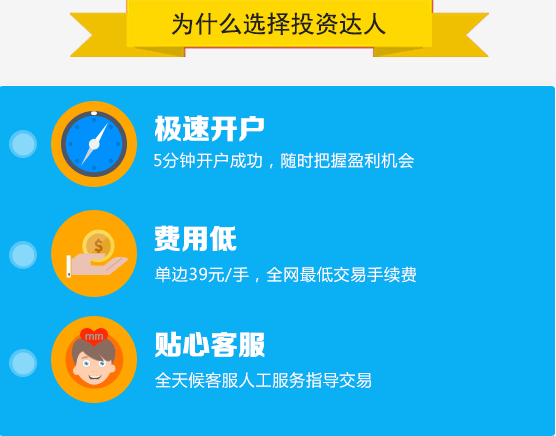 为什么选择投资达人
极速开户
5分钟开户成功，随时把握盈利机会
$
费用低
单边39元/手，全网最低交易手续费
mm
贴心客服
全天候客服人工服务指导交易